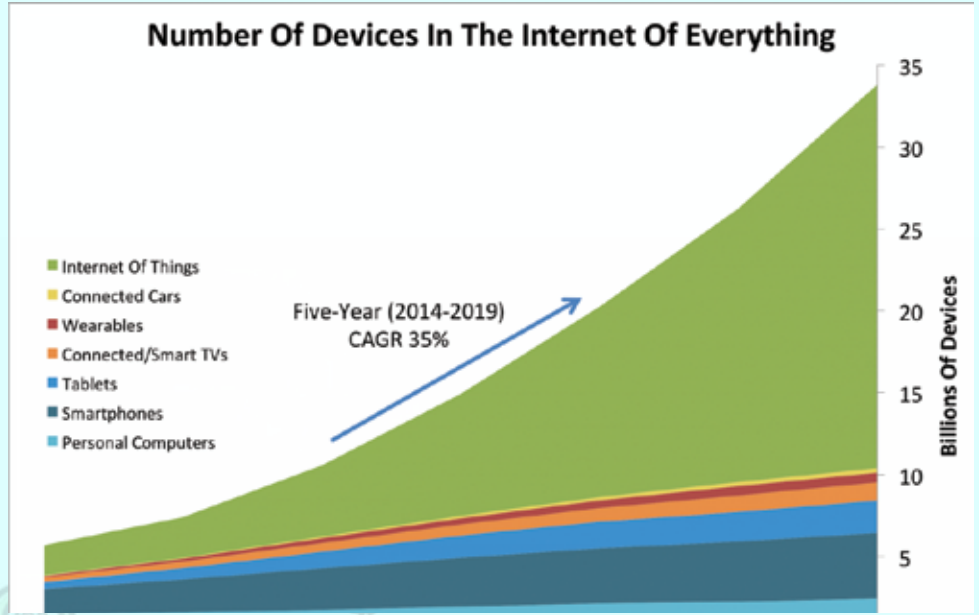 Number Of Devices In The Internet Of Everything
35
30
25
20
15
10
5
Billions Of Devices
Internet Of Things
Connected Cars
Wearables
Connected/Smart TVs
Tablets
Smartphones
Personal Computers
Five-Year (2014-2019)
CAGR 35%